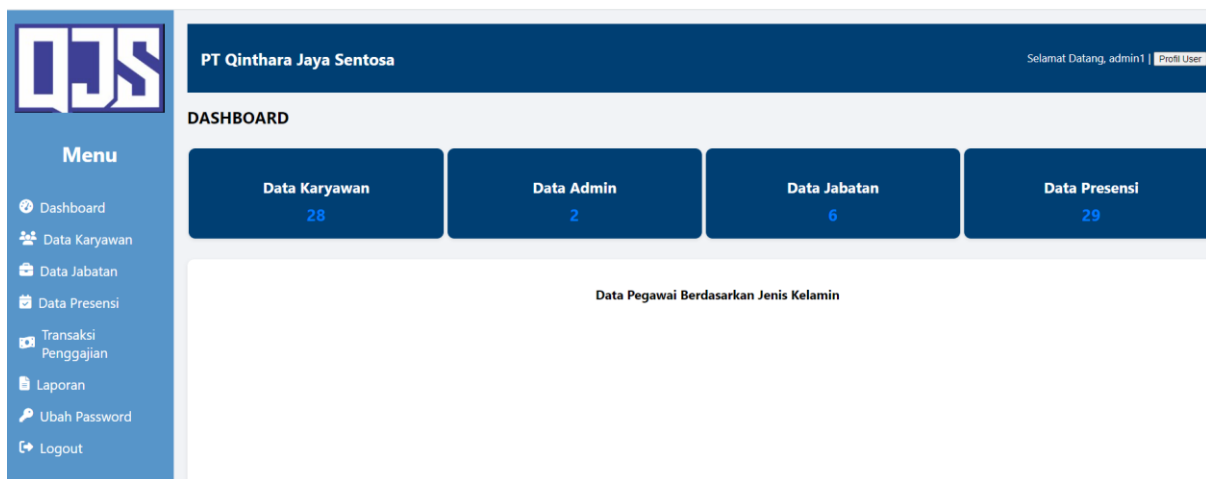 QJS
PT Qinthara Jaya Sentosa
Selamat Datang, admin1 | Profil User
DASHBOARD
Menu
Dashboard
Data Karyawan
Data Jabatan
Data Presensi
Transaksi
Penggajian
Laporan
Ubah Password
Logout
Data Karyawan
28
Data Admin
2
Data Jabatan
6
Data Presensi
29
Data Pegawai Berdasarkan Jenis Kelamin